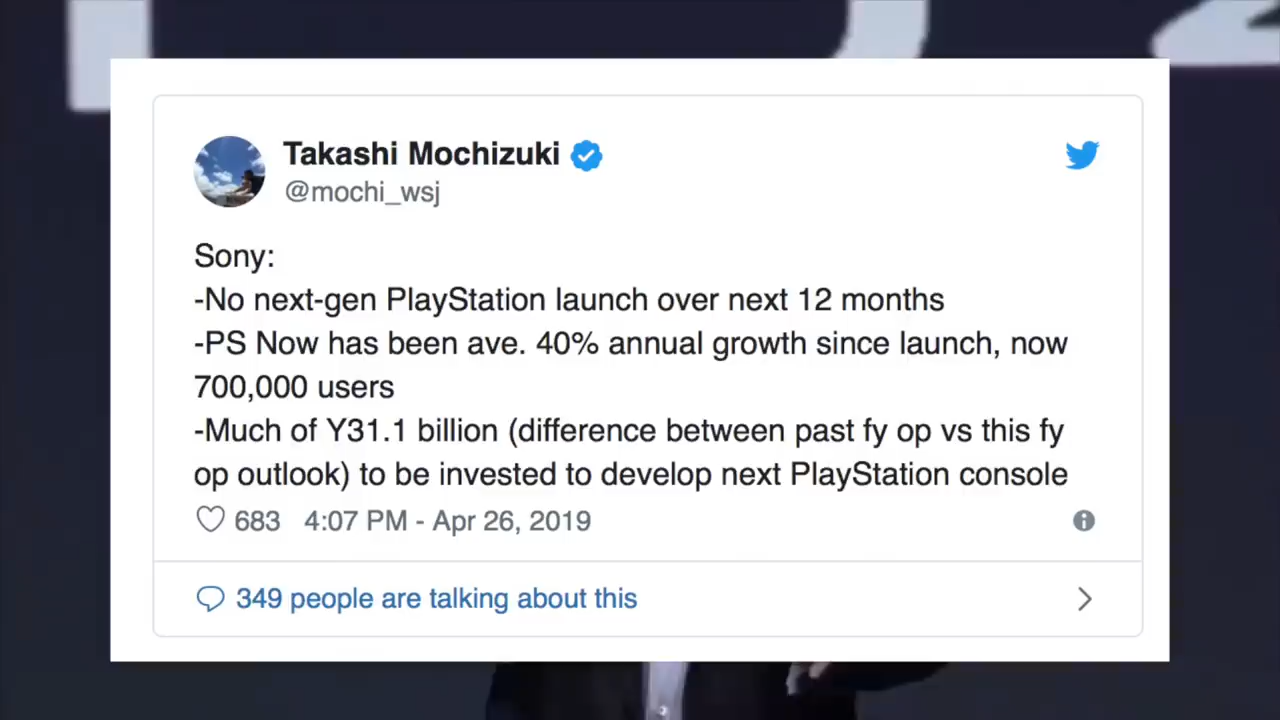 Takashi Mochizuki
@mochi_wsj
Sony:
-No next-gen PlayStation launch over next 12 months
-PS Now has been ave. 40% annual growth since launch, now
700,000 users
-Much of Y31.1 billion (difference between past fy op vs this fy
op outlook) to be invested to develop next PlayStation console
683 4:07 PM - Apr 26, 2019
349 people are talking about this